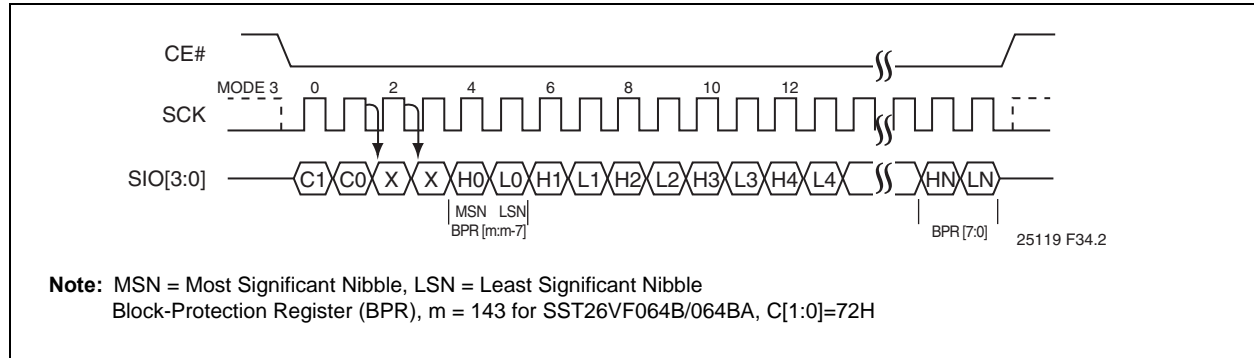 CE#
MODE 3 0 2 4 6 8 10 12
SCK
SIO[3:0] C1 C0 X X H0 L0 H1 L1 H2 L2 H3 L3 H4 L4 HN LN
MSN LSN
BPR [m:m-7] BPR [7:0]
25119 F34.2
Note: MSN = Most Significant Nibble, LSN = Least Significant Nibble
Block-Protection Register (BPR), m = 143 for SST26VF064B/064BA, C[1:0]=72H